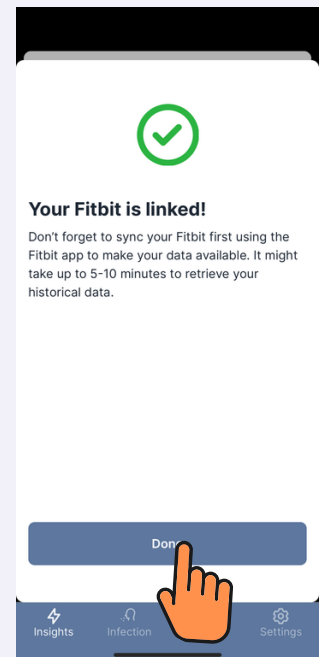 Your Fitbit is linked!
Don't forget to sync your Fitbit first using the
Fitbit app to make your data available. It might
take up to 5-10 minutes to retrieve your
historical data.
Done
Insights
Infection
Settings